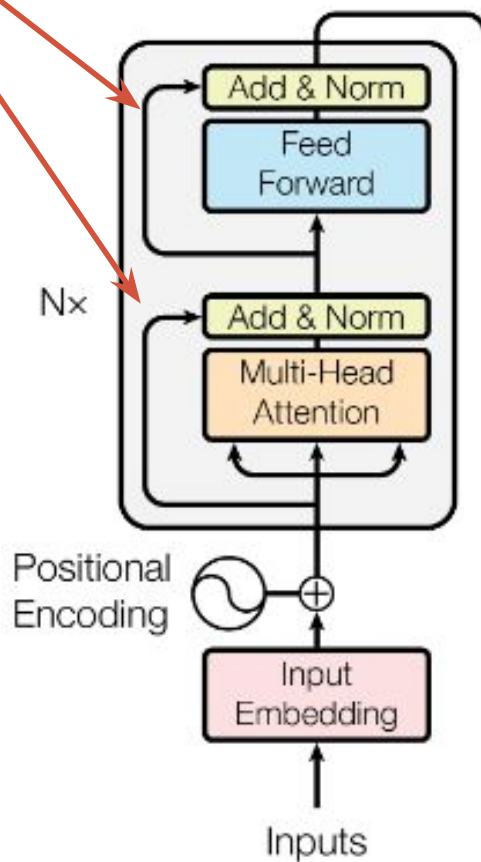 Add & Norm
Feed
Forward
N×
Add & Norm
Multi-Head
Attention
Positional
Encoding
Input
Embedding
Inputs